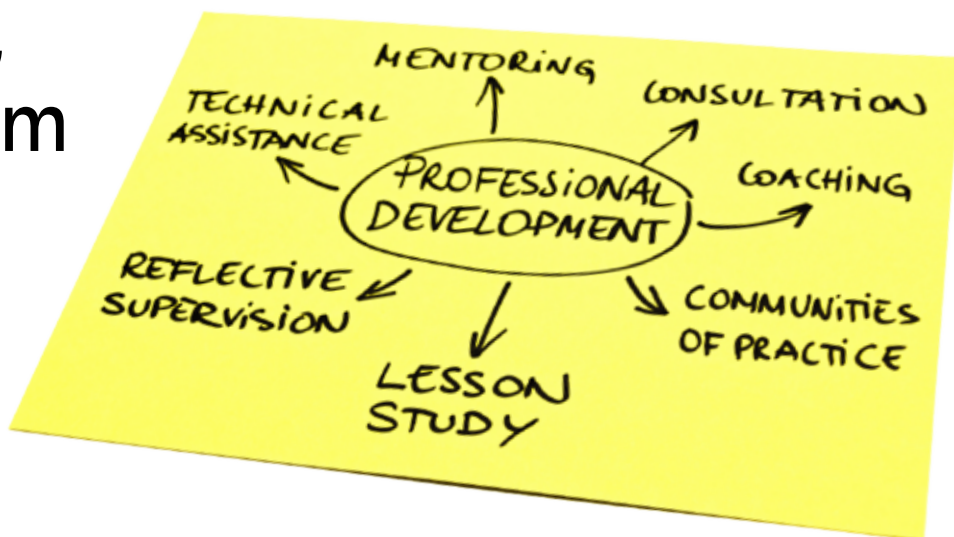 m
MENTORING
CONSULTATION
TECHNICAL
ASSISTANCE
COACHING
PROFESSIONAL
DEVELOPMENT
REFLECTIVE
SUPERVISION
COMMUNITIES
OF PRACTICE
LESSON
STUDY